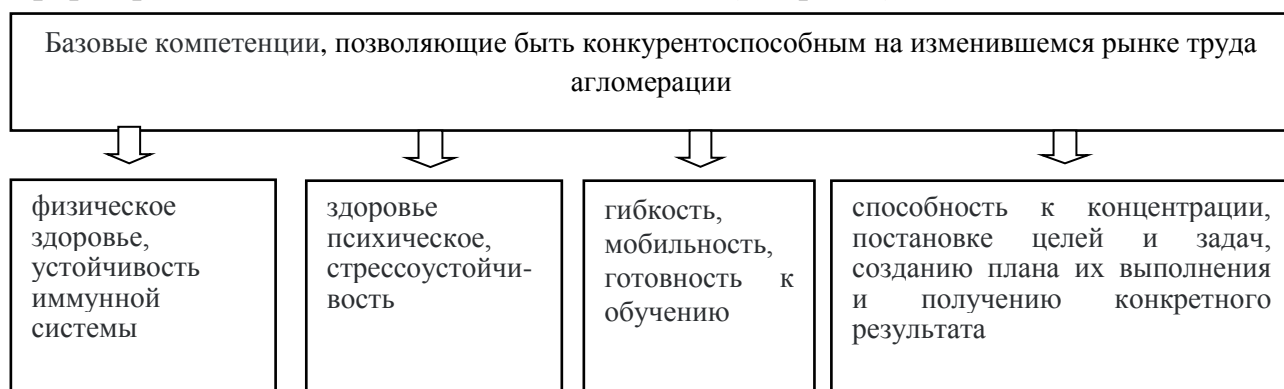 Базовые компетенции, позволяющие быть конкурентоспособным на изменившемся рынке труда
агломерации
физическое
здоровье,
устойчивость
иммунной
системы
здоровье
психическое,
стрессоустойчи-
вость
гибкость,
мобильность,
готовность к
обучению
способность к концентрации,
постановке целей и задач,
созданию плана их выполнения
и получению конкретного
результата